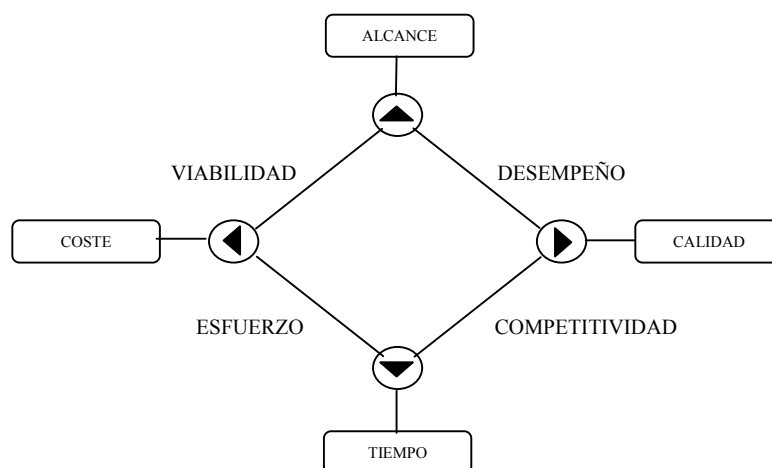 ALCANCE
VIABILIDAD
DESEMPEÑO
COSTE
CALIDAD
ESFUERZO
COMPETITIVIDAD
TIEMPO